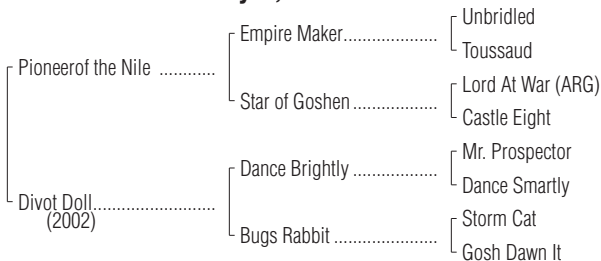 Unbridled
Empire Maker....................
Toussaud
Pioneerof the Nile ............
Lord At War (ARG)
Star of Goshen ..................
Castle Eight
Mr. Prospector
Dance Brightly ..................
Dance Smartly
Divot Doll..........................
(2002)
Storm Cat
Bugs Rabbit ......................
Gosh Dawn It